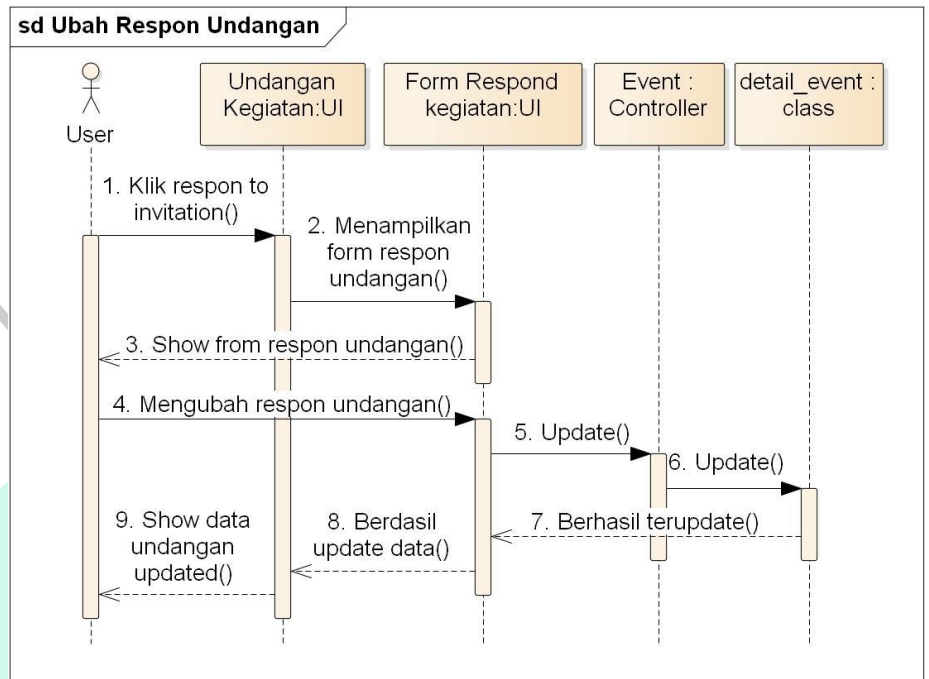 sd Ubah Respon Undangan
User
Undangan
Kegiatan:UI
Form Respond
kegiatan:UI
Event :
Controller
detail_event :
class
1. Klik respon to
invitation()
2. Menampilkan
form respon
undangan()
3. Show from respon undangan()
4. Mengubah respon undangan()
5. Update()
6. Update()
7. Berhasil terupdate()
8. Berdasil
update data()
9. Show data
undangan
updated()